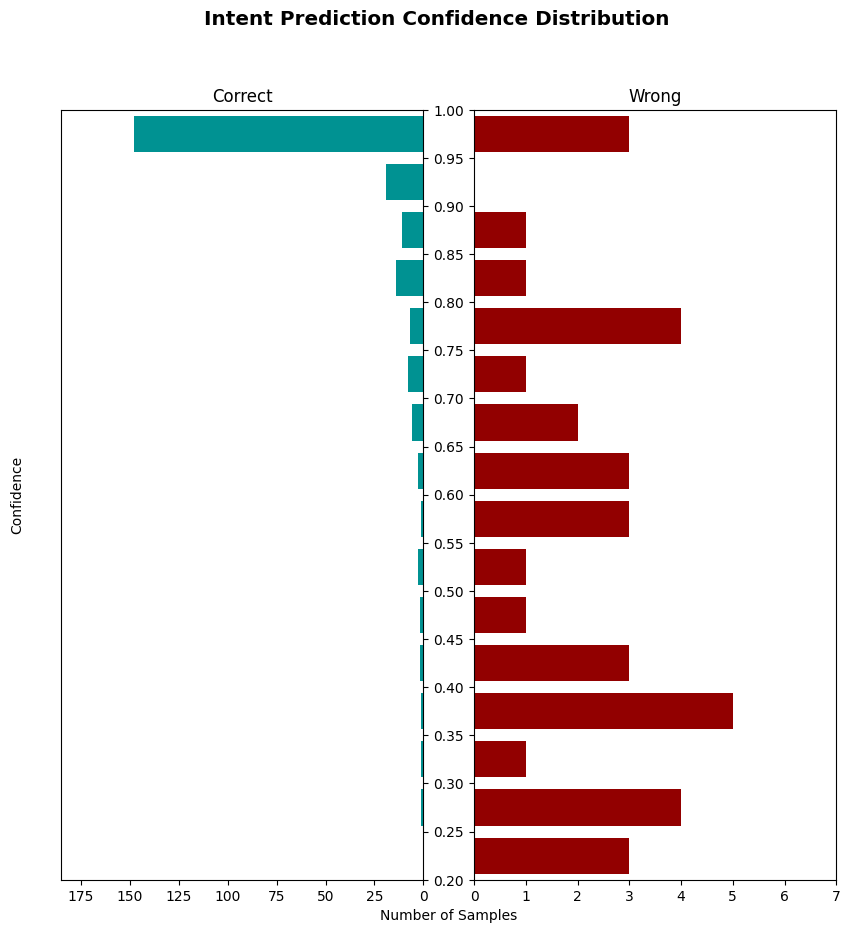 Intent Prediction Confidence Distribution
Correct
Wrong
Confidence
1.00
0.95
0.90
0.85
0.80
0.75
0.70
0.65
0.60
0.55
0.50
0.45
0.40
0.35
0.30
0.25
0.20
175 150 125 100 75 50 25 0
0 1 2 3 4 5 6 7
Number of Samples